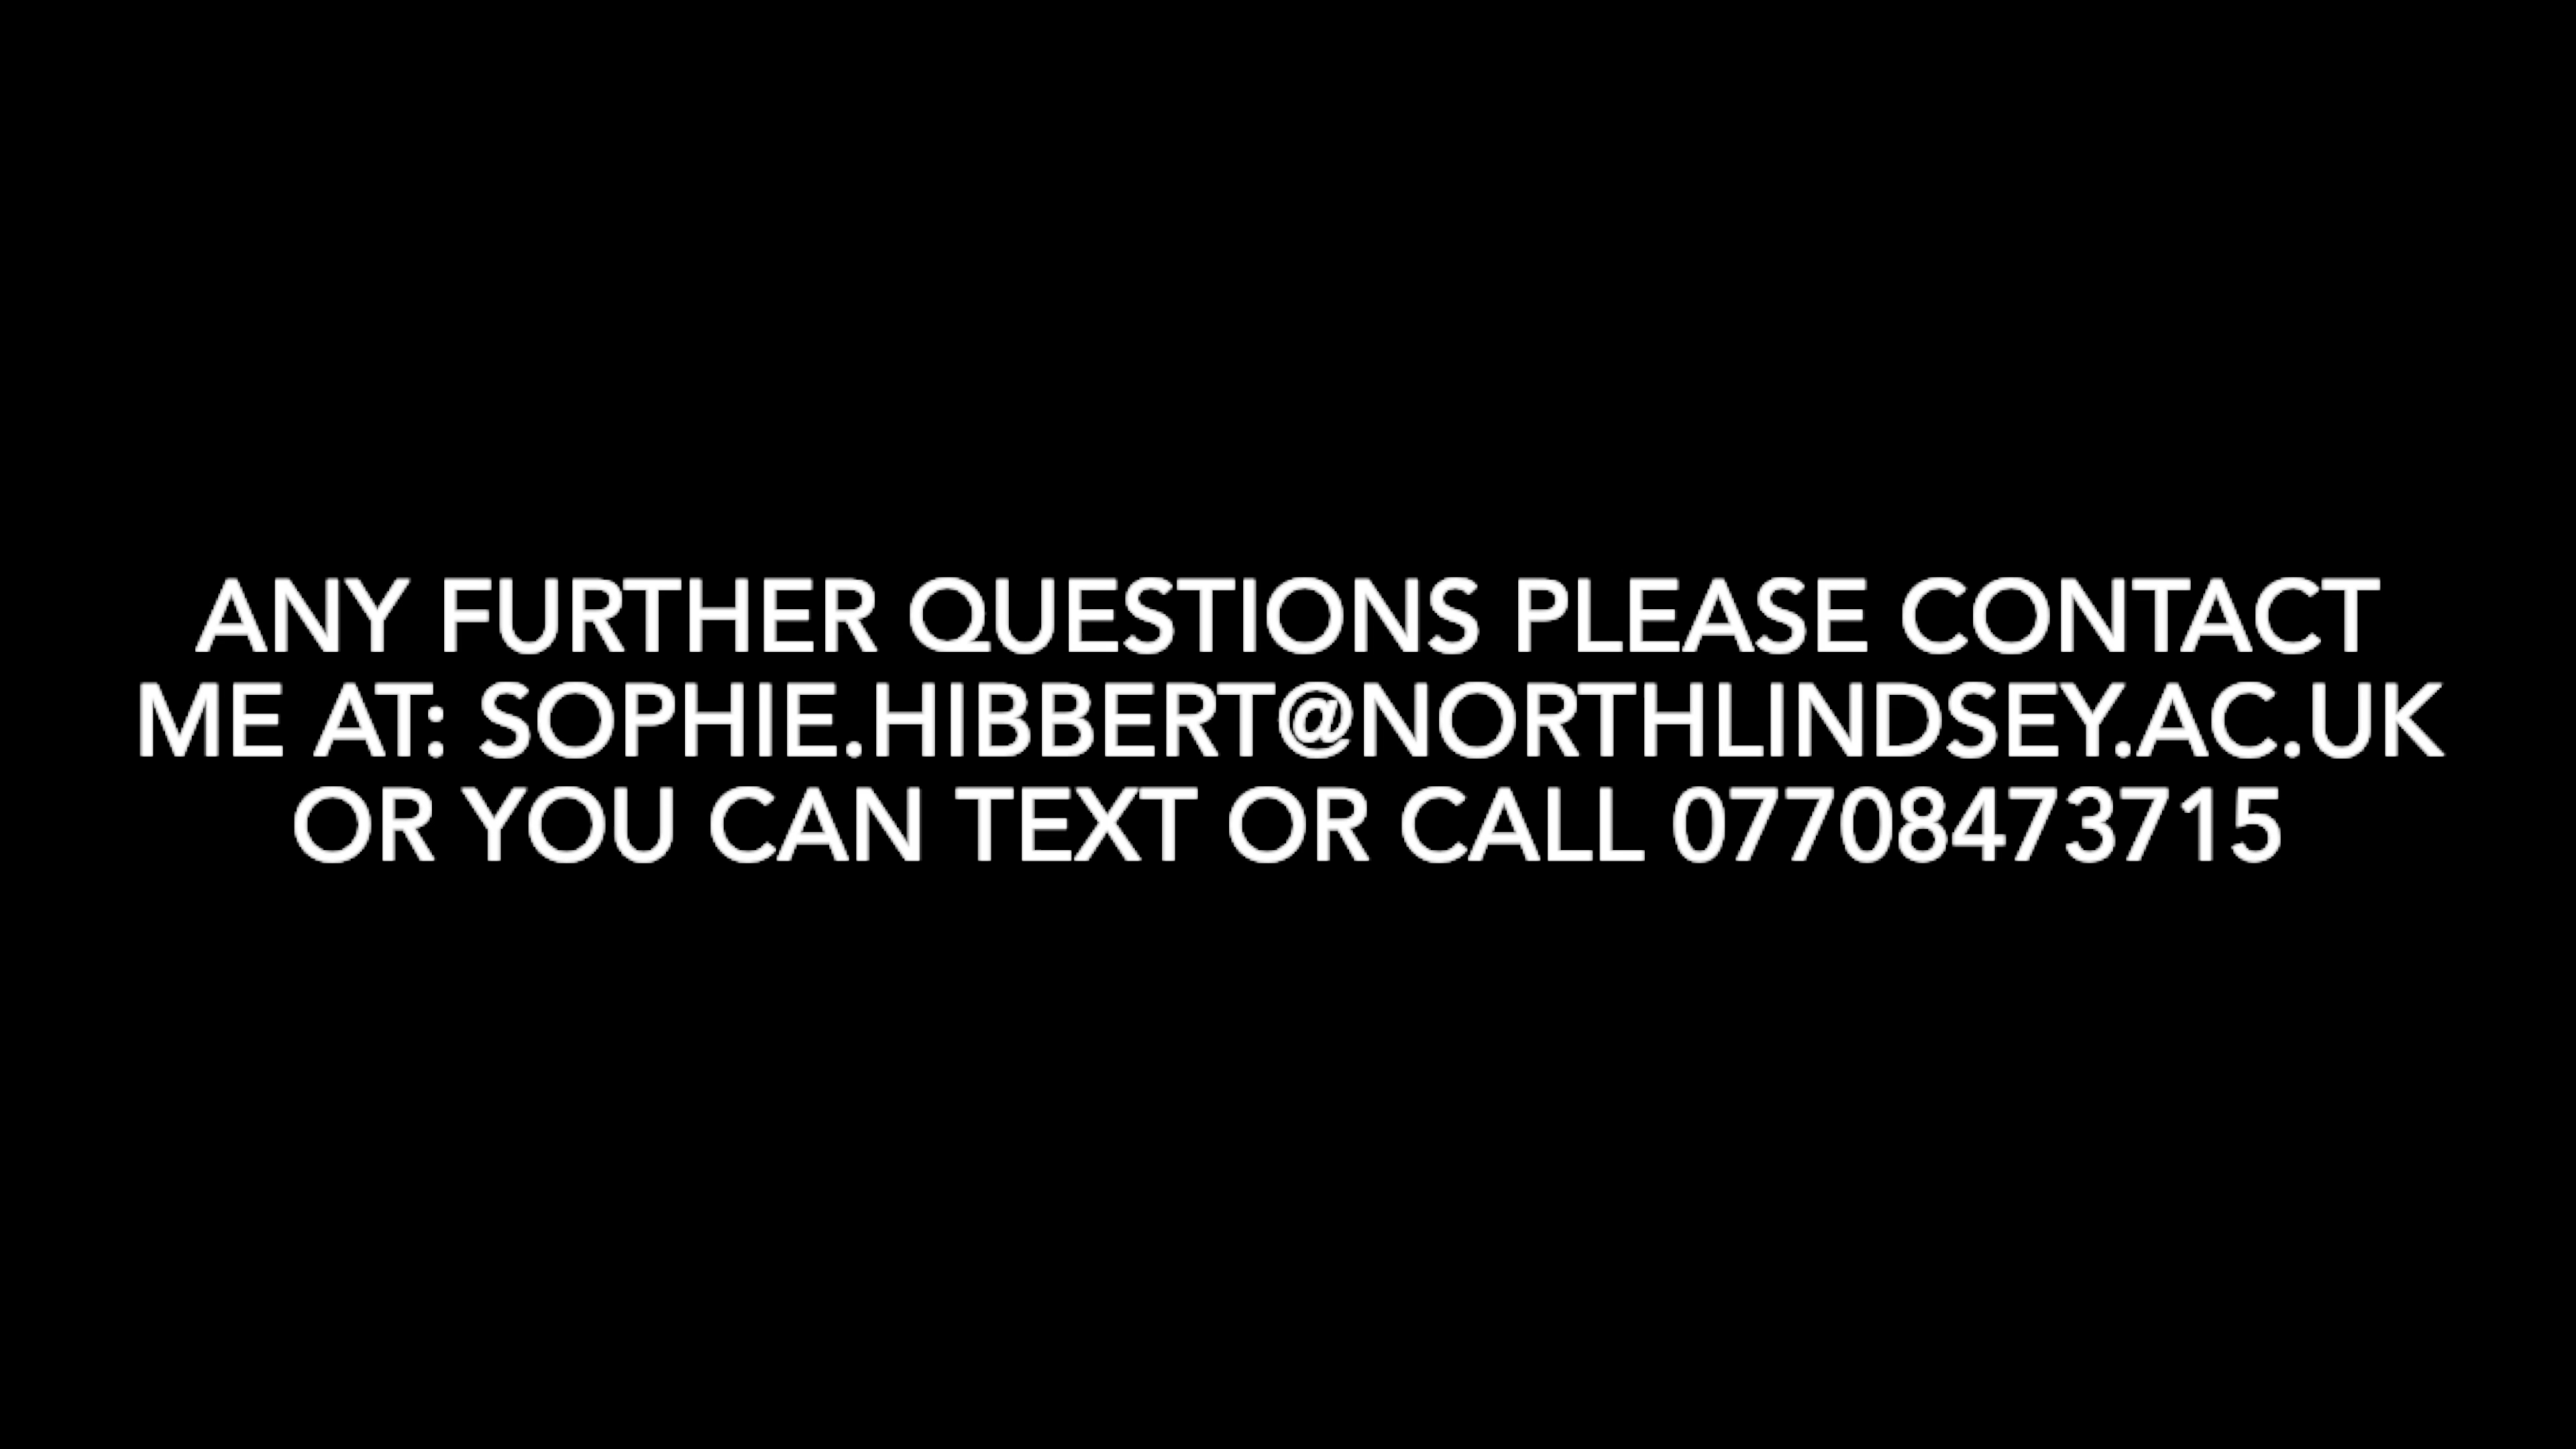 ANY FURTHER QUESTIONS PLEASE CONTACT
ME AT: SOPHIE.HIBBERT@NORTHLINDSEY.AC.UK
OR YOU CAN TEXT OR CALL 07708473715